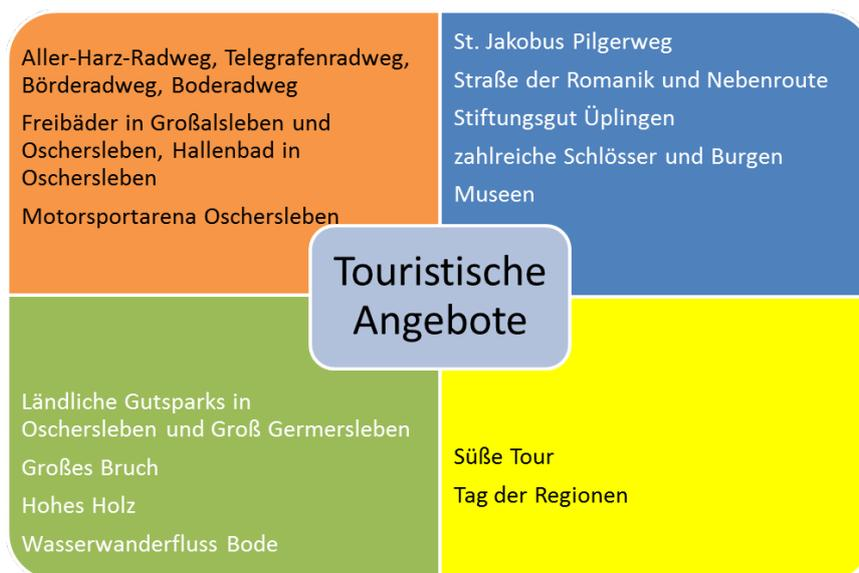 Aller-Harz-Radweg, Telegrafenradweg,
Börderadweg, Boderadweg
Freibäder in Großalsleben und
Oschersleben, Hallenbad in
Oschersleben
Motorsportarena Oschersleben
St. Jakobus Pilgerweg
Straße der Romanik und Nebenroute
Stiftungsgut Üplingen
zahlreiche Schlösser und Burgen
Museen
Touristische
Angebote
Ländliche Gutsparks in
Oschersleben und Groß Germersleben
Großes Bruch
Hohes Holz
Wasserwanderfluss Bode
Süße Tour
Tag der Regionen